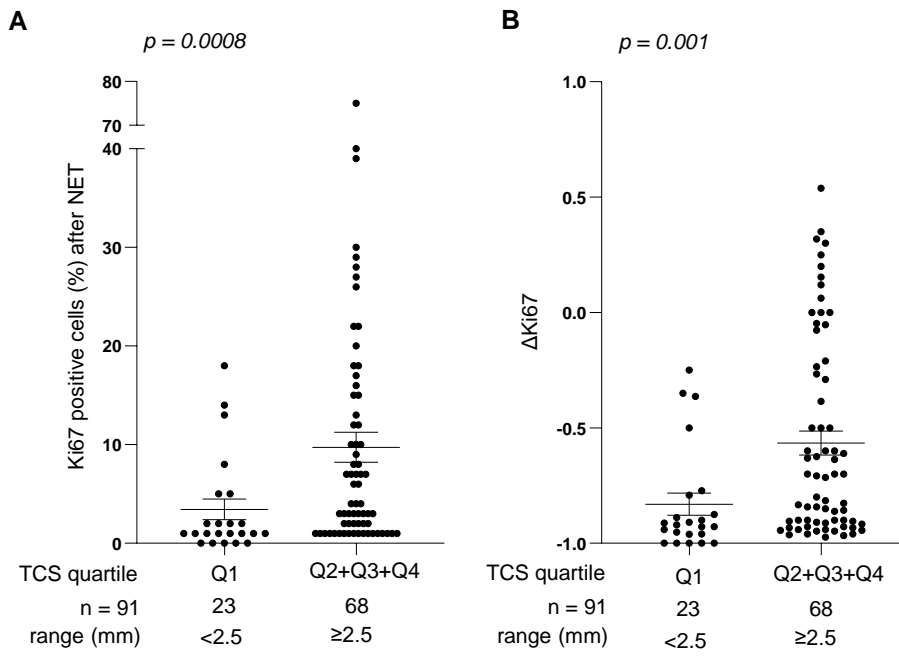 A
p = 0.0008
Ki67 positive cells (%) after NET
80
70
40
30
20
10
0
TCS quartile Q1 Q2+Q3+Q4
n = 91 23 68
range (mm) <2.5 ≥2.5
B
p = 0.001
ΔKi67
1.0
0.5
0.0
-0.5
-1.0
TCS quartile Q1 Q2+Q3+Q4
n = 91 23 68
range (mm) <2.5 ≥2.5